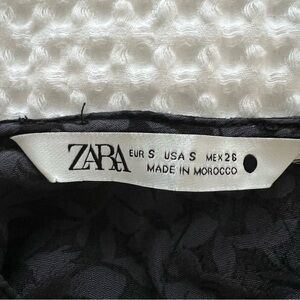 ZARA EUR S USA S MEX 26
MADE IN MOROCCO